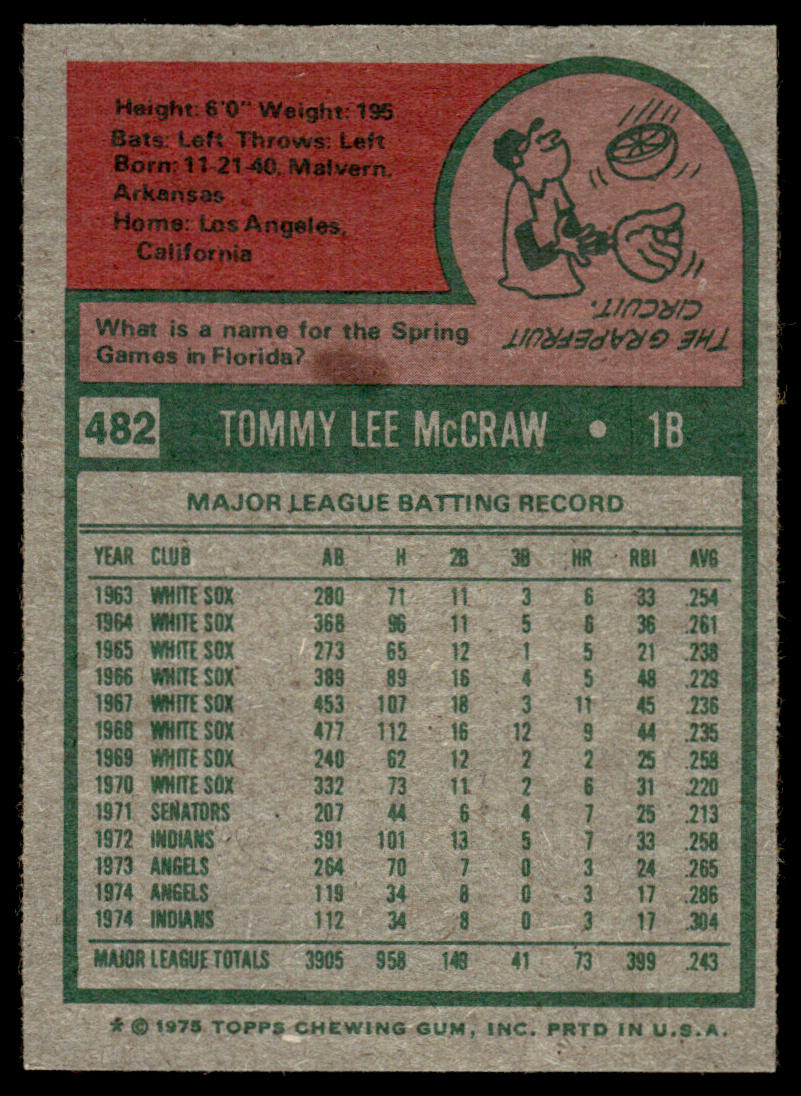 Height: 6'0" Weight: 195
Bats: Left Throws: Left
Born: 11-21-40, Malvern,
Arkansas
Home: Los Angeles,
California
THE GRAPEFRUIT
CIRCUIT.
What is a name for the Spring
Games in Florida?
482 TOMMY LEE McCRAW • 1B
MAJOR LEAGUE BATTING RECORD
YEAR CLUB AB H 2B 3B HR RBI AVG
1963 WHITE SOX 280 71 11 3 6 33 .254
1964 WHITE SOX 368 96 11 5 6 36 .261
1965 WHITE SOX 273 65 12 1 5 21 .238
1966 WHITE SOX 389 89 16 4 5 48 .229
1967 WHITE SOX 453 107 18 3 11 45 .236
1968 WHITE SOX 477 112 16 12 9 44 .235
1969 WHITE SOX 240 62 12 2 2 25 .258
1970 WHITE SOX 332 73 11 2 6 31 .220
1971 SENATORS 207 44 6 4 7 25 .213
1972 INDIANS 391 101 13 5 7 33 .258
1973 ANGELS 264 70 7 0 3 24 .265
1974 ANGELS 119 34 8 0 3 17 .286
1974 INDIANS 112 34 8 0 3 17 .304
MAJOR LEAGUE TOTALS 3905 958 149 41 73 399 .243
* © 1975 TOPPS CHEWING GUM, INC. PRTD IN U.S.A.